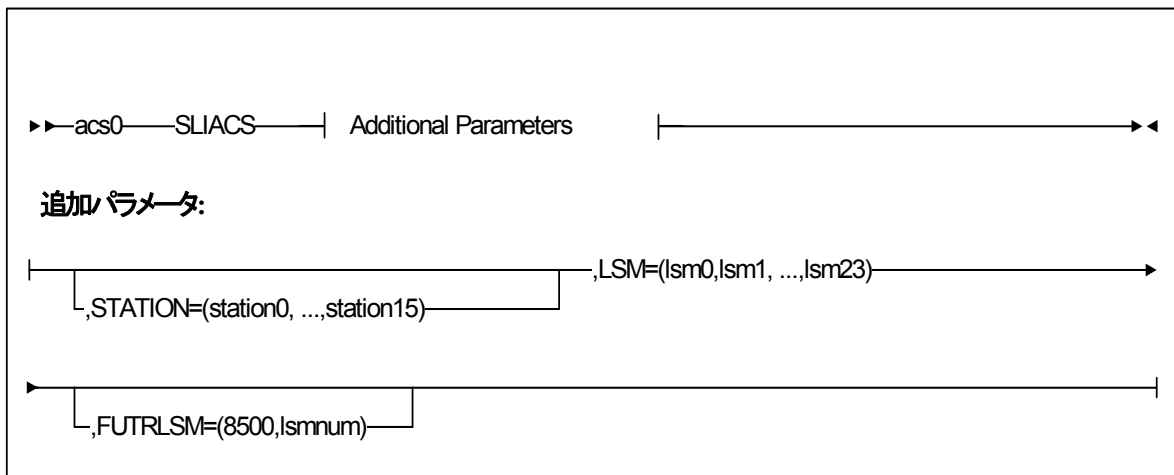 acs0 SLIACS Additional Parameters
追加パラメータ:
,LSM=(lsm0,lsm1, ...,lsm23)
,STATION=(station0, ...,station15)
,FUTRLSM=(8500,lsmnum)